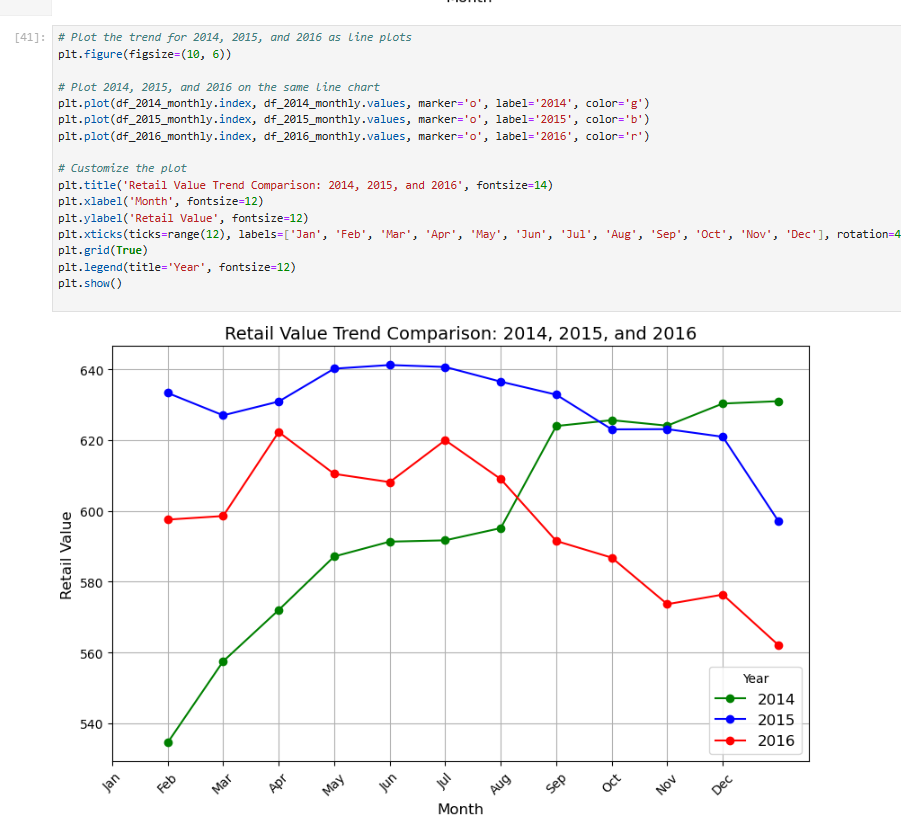 Month
[41]:
# Plot the trend for 2014, 2015, and 2016 as line plots
plt.figure(figsize=(10, 6))
# Plot 2014, 2015, and 2016 on the same line chart
plt.plot(df_2014_monthly.index, df_2014_monthly.values, marker='o', label='2014', color='g')
plt.plot(df_2015_monthly.index, df_2015_monthly.values, marker='o', label='2015', color='b')
plt.plot(df_2016_monthly.index, df_2016_monthly.values, marker='o', label='2016', color='r')
# Customize the plot
plt.title('Retail Value Trend Comparison: 2014, 2015, and 2016', fontsize=14)
plt.xlabel('Month', fontsize=12)
plt.ylabel('Retail Value', fontsize=12)
plt.xticks(ticks=range(12), labels=['Jan', 'Feb', 'Mar', 'Apr', 'May', 'Jun', 'Jul', 'Aug', 'Sep', 'Oct', 'Nov', 'Dec'], rotation=4
plt.grid(True)
plt.legend(title='Year', fontsize=12)
plt.show()
Retail Value Trend Comparison: 2014, 2015, and 2016
640
620
600
580
560
540
Retail Value
Year
2014
2015
2016
Jan
Feb
Mar
Apr
May
Jun
Jul
Aug
Sep
Oct
Nov
Dec
Month